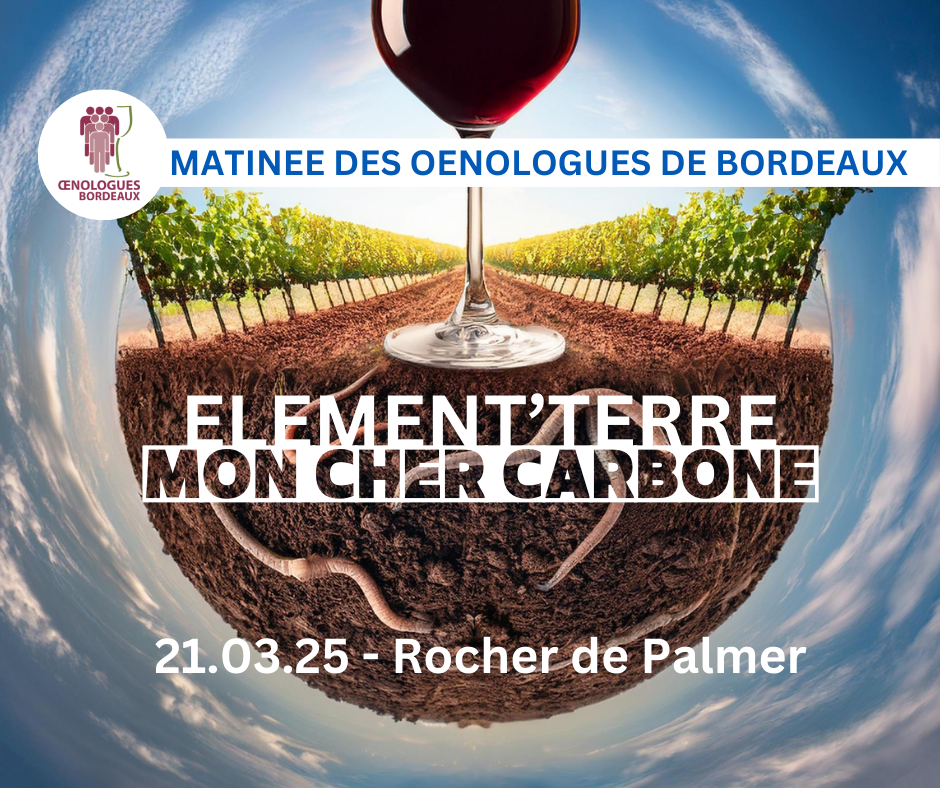 ŒNOLOGUES
BORDEAUX
MATINEE DES OENOLOGUES DE BORDEAUX
ELEMENT’TERRE
MON CHER CARBONE
21.03.25 - Rocher de Palmer